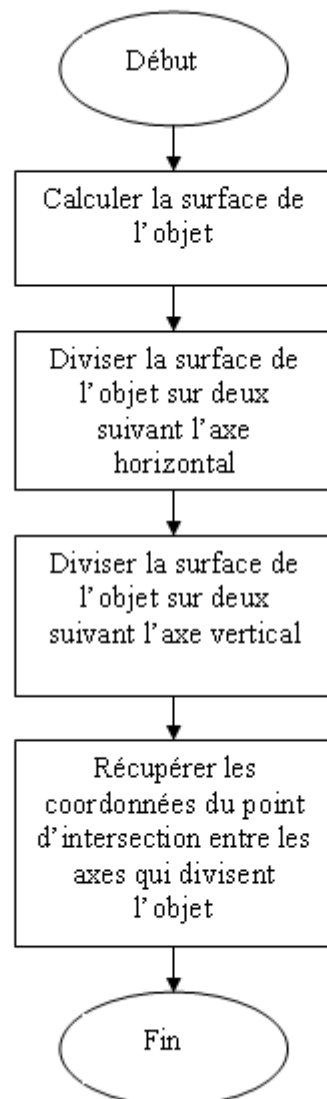 Début
Calculer la surface de
l'objet
Diviser la surface de
l'objet sur deux
suivant l'axe
horizontal
Diviser la surface de
l'objet sur deux
suivant l'axe vertical
Récupérer les
coordonnées du point
d'intersection entre les
axes qui divisent
l'objet
Fin